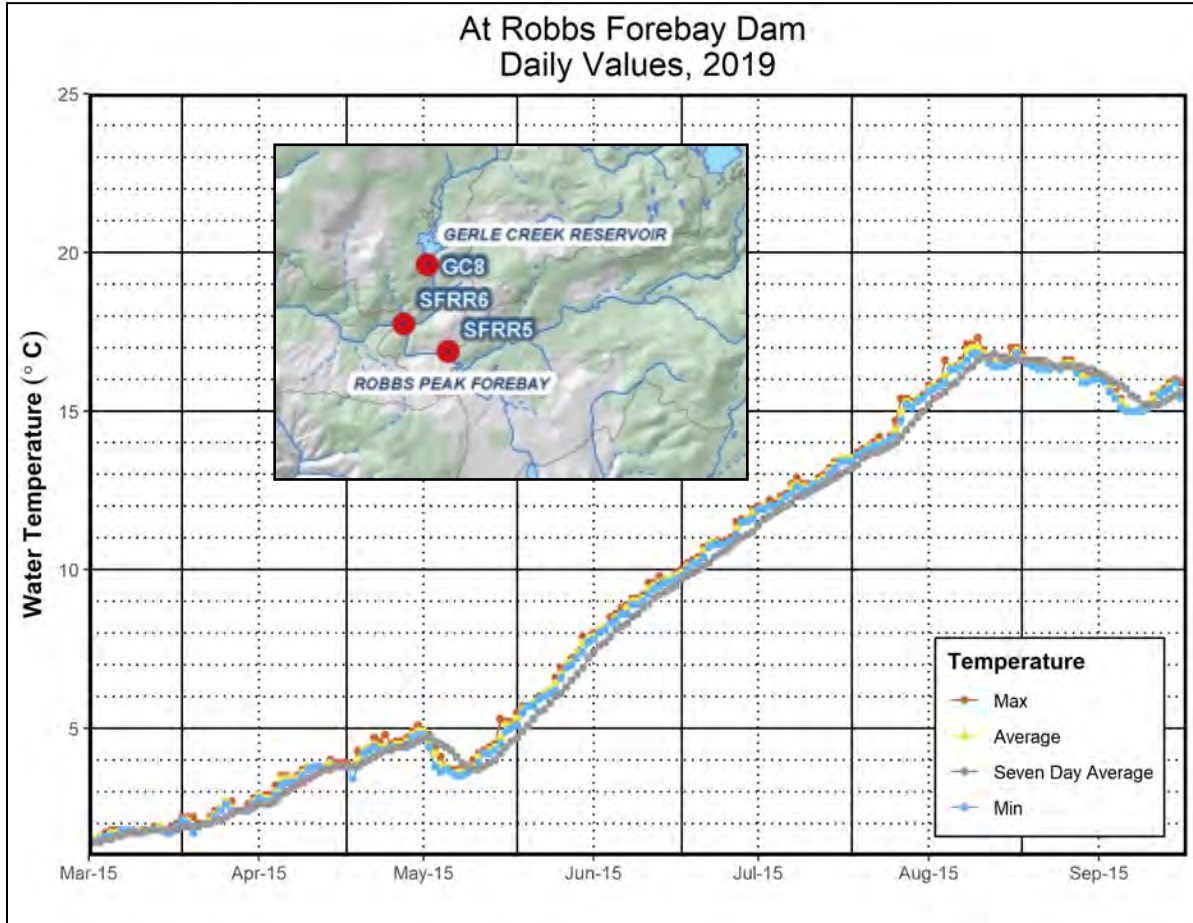 At Robbs Forebay Dam
Daily Values, 2019
Water Temperature (° C)
25
20
15
10
5
GERLE CREEK RESERVOIR
GC8
SFRR6
SFRR5
ROBBS PEAK FOREBAY
Temperature
Max
Average
Seven Day Average
Min
Mar-15
Apr-15
May-15
Jun-15
Jul-15
Aug-15
Sep-15